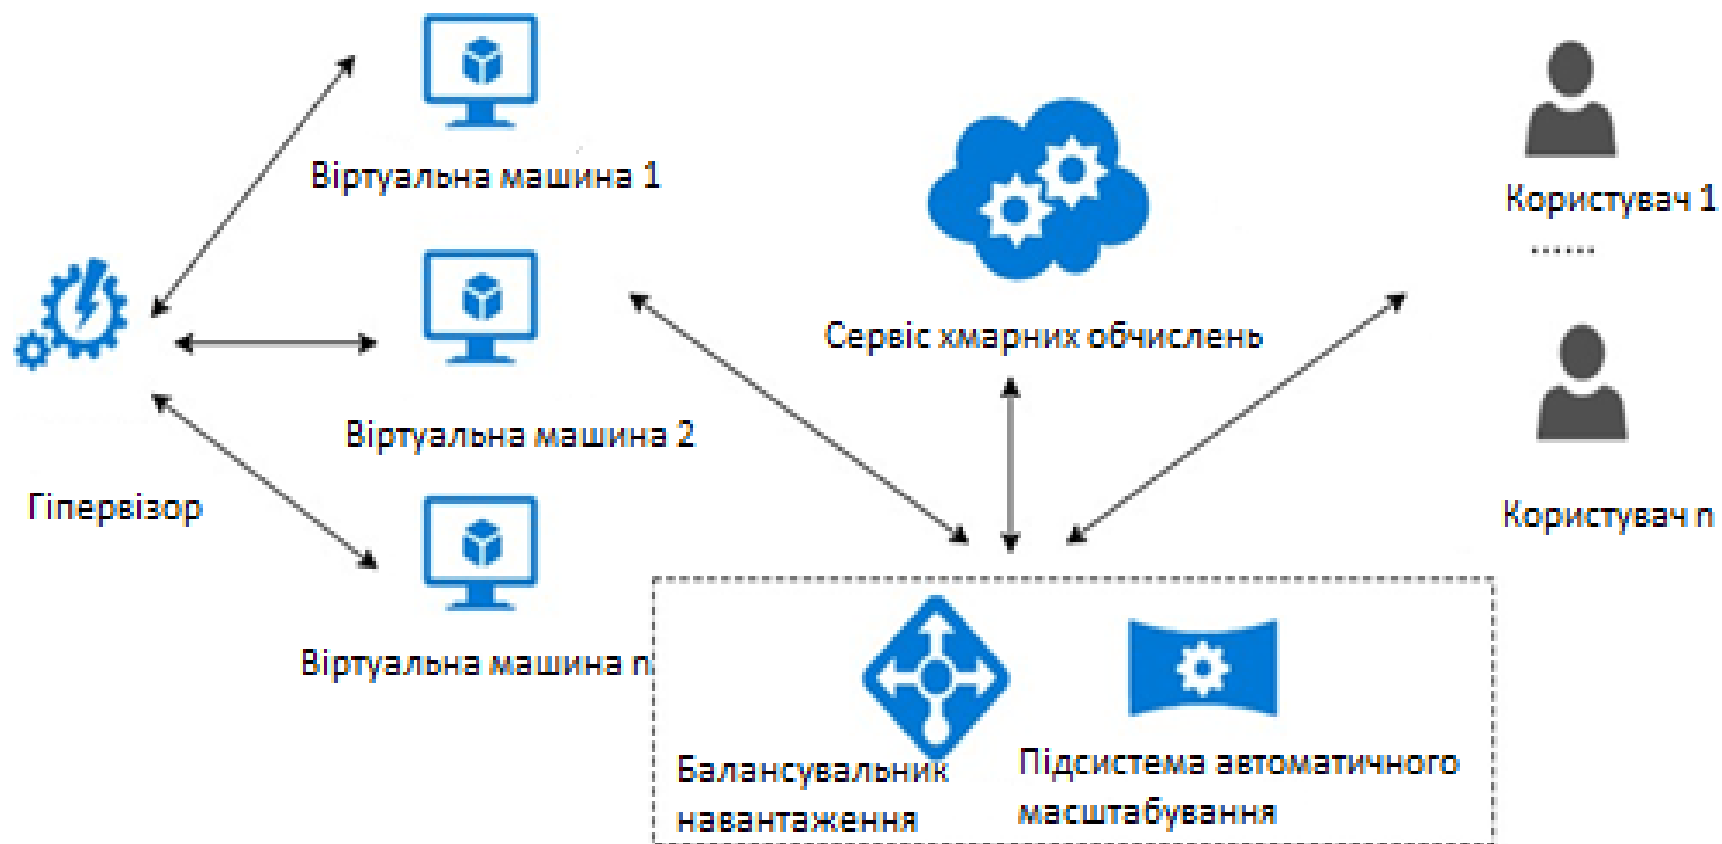 Віртуальна машина 1
Користувач 1
......
Сервіс хмарних обчислень
Віртуальна машина 2
Гіпервізор
Користувач n
Віртуальна машина n
Балансувальник
навантаження
Підсистема автоматичного
масштабування